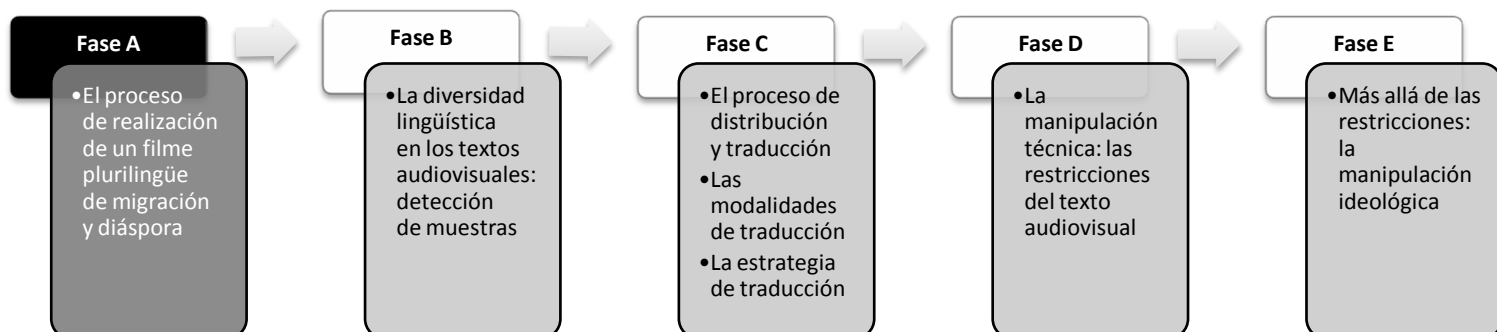 Fase A
•El proceso
de realización
de un filme
plurilingüe
de migración
y diáspora
Fase B
•La diversidad
lingüística
en los textos
audiovisuales:
detección
de muestras
Fase C
•El proceso de
distribución
y traducción
•Las
modalidades
de traducción
•La estrategia
de traducción
Fase D
•La
manipulación
técnica: las
restricciones
del texto
audiovisual
Fase E
•Más allá de las
restricciones:
la
manipulación
ideológica